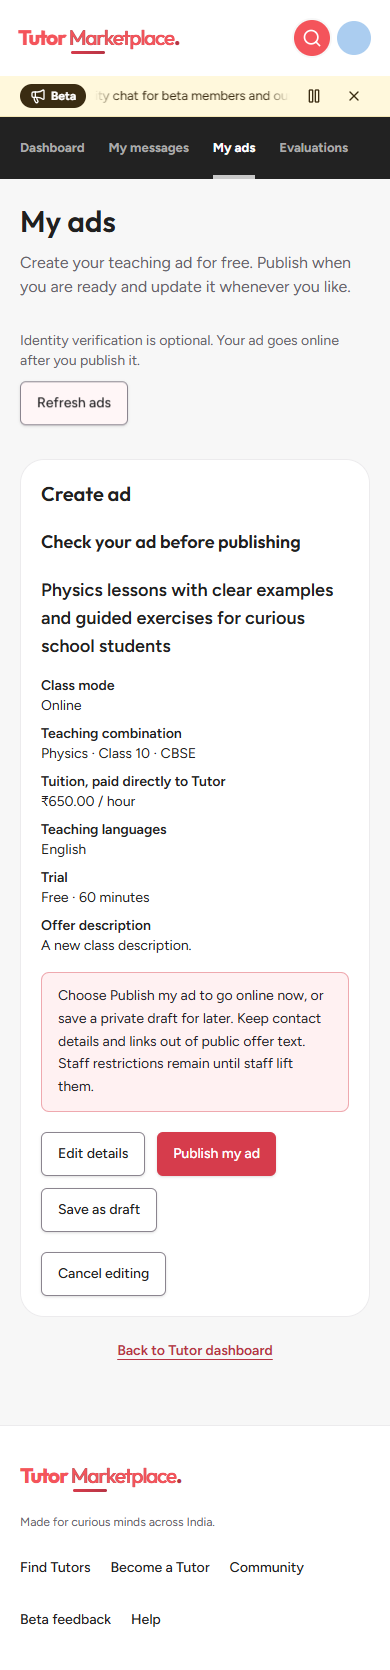 Tutor Marketplace.
Beta
chat for beta members and
Dashboard My messages My ads Evaluations
My ads
Create your teaching ad for free. Publish when
you are ready and update it whenever you like.
Identity verification is optional. Your ad goes online
after you publish it.
Refresh ads
Create ad
Check your ad before publishing
Physics lessons with clear examples
and guided exercises for curious
school students
Class mode
Online
Teaching combination
Physics · Class 10 · CBSE
Tuition, paid directly to Tutor
₹650.00 / hour
Teaching languages
English
Trial
Free · 60 minutes
Offer description
A new class description.
Choose Publish my ad to go online now, or
save a private draft for later. Keep contact
details and links out of public offer text.
Staff restrictions remain until staff lift
them.
Edit details Publish my ad
Save as draft
Cancel editing
Back to Tutor dashboard
Tutor Marketplace.
Made for curious minds across India.
Find Tutors Become a Tutor Community
Beta feedback Help